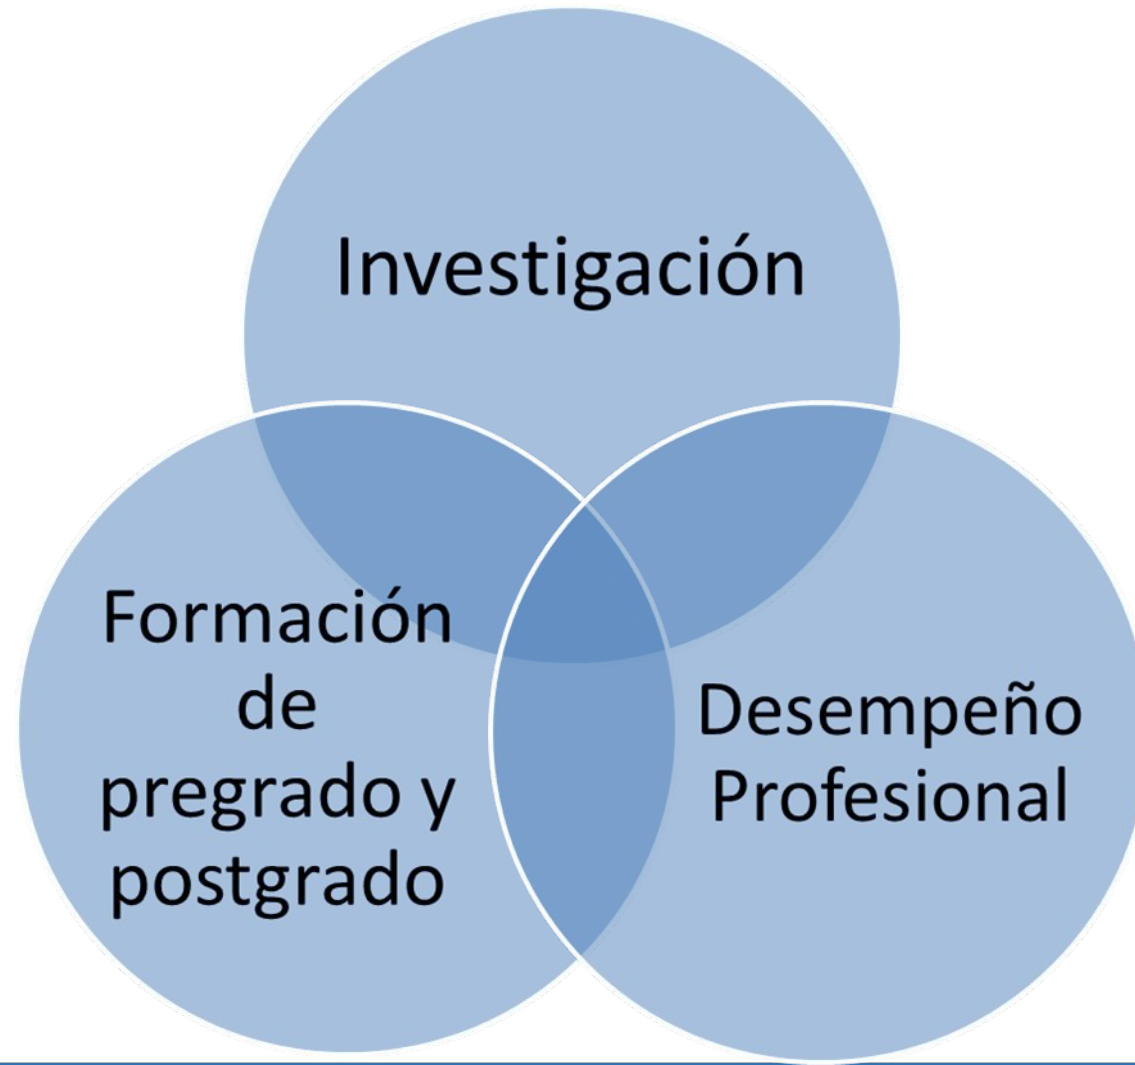 Investigación
Formación
de
pregrado y
postgrado
Desempeño
Profesional